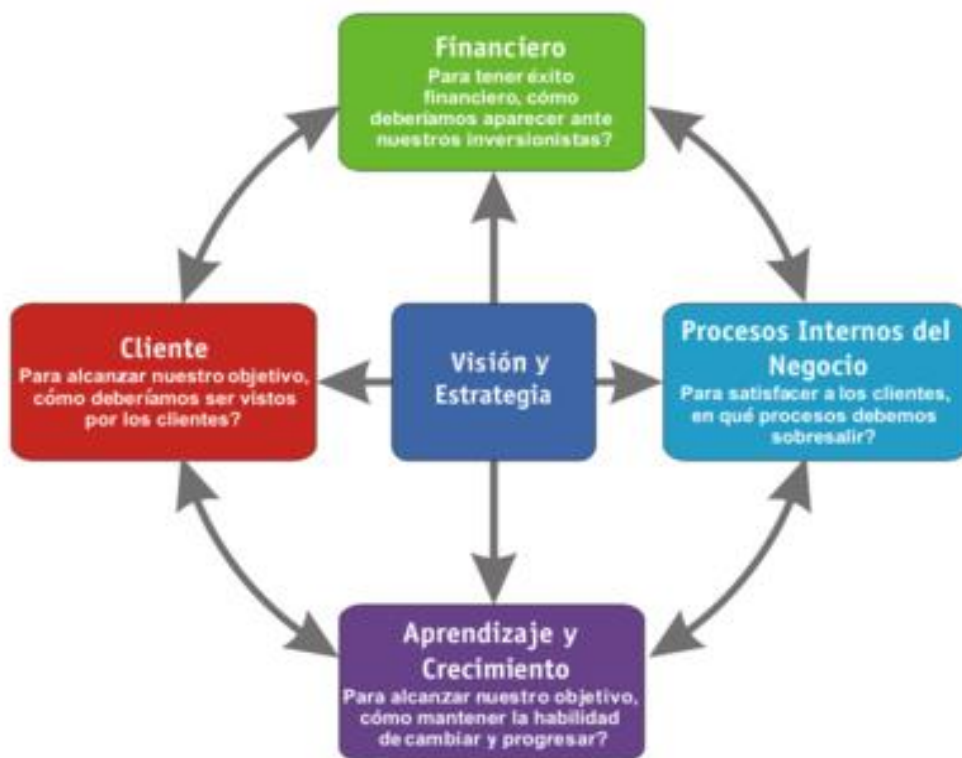 Financiero
Para tener éxito
financiero, cómo
deberíamos aparecer ante
nuestros inversionistas?
Cliente
Para alcanzar nuestro objetivo,
cómo deberíamos ser vistos
por los clientes?
Visión y
Estrategia
Procesos Internos del
Negocio
Para satisfacer a los clientes,
en qué procesos debemos
sobresalir?
Aprendizaje y
Crecimiento
Para alcanzar nuestro objetivo,
cómo mantener la habilidad
de cambiar y progresar?